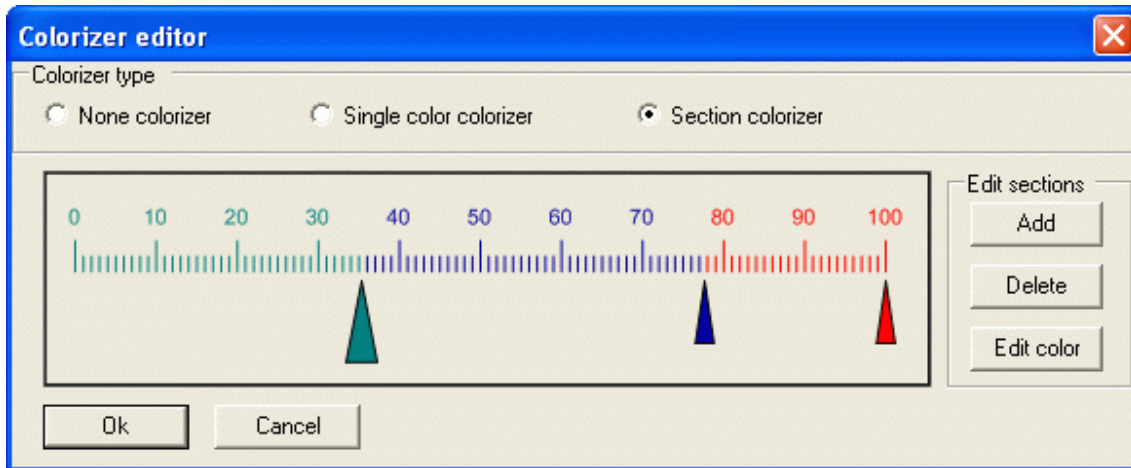 Colorizer editor
Colorizer type
None colorizer Single color colorizer Section colorizer
Edit sections
0 10 20 30 40 50 60 70 80 90 100
Add
Delete
Edit color
Ok Cancel